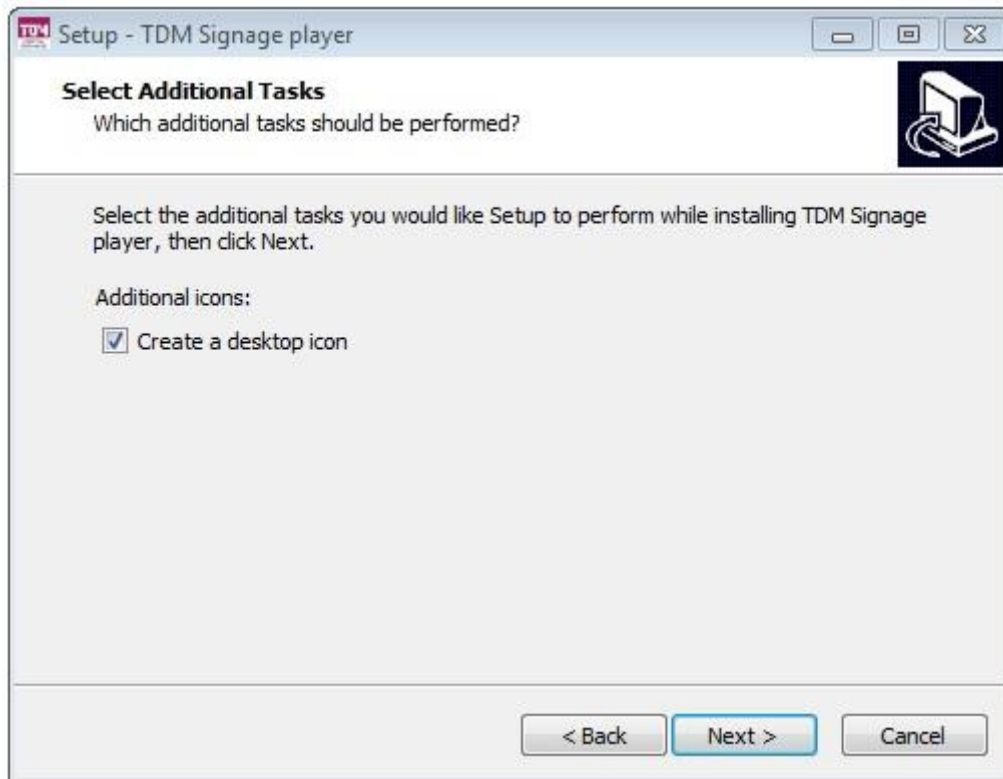 TDM
Setup - TDM Signage player
Select Additional Tasks
Which additional tasks should be performed?
Select the additional tasks you would like Setup to perform while installing TDM Signage
player, then click Next.
Additional icons:
Create a desktop icon
< Back
Next >
Cancel